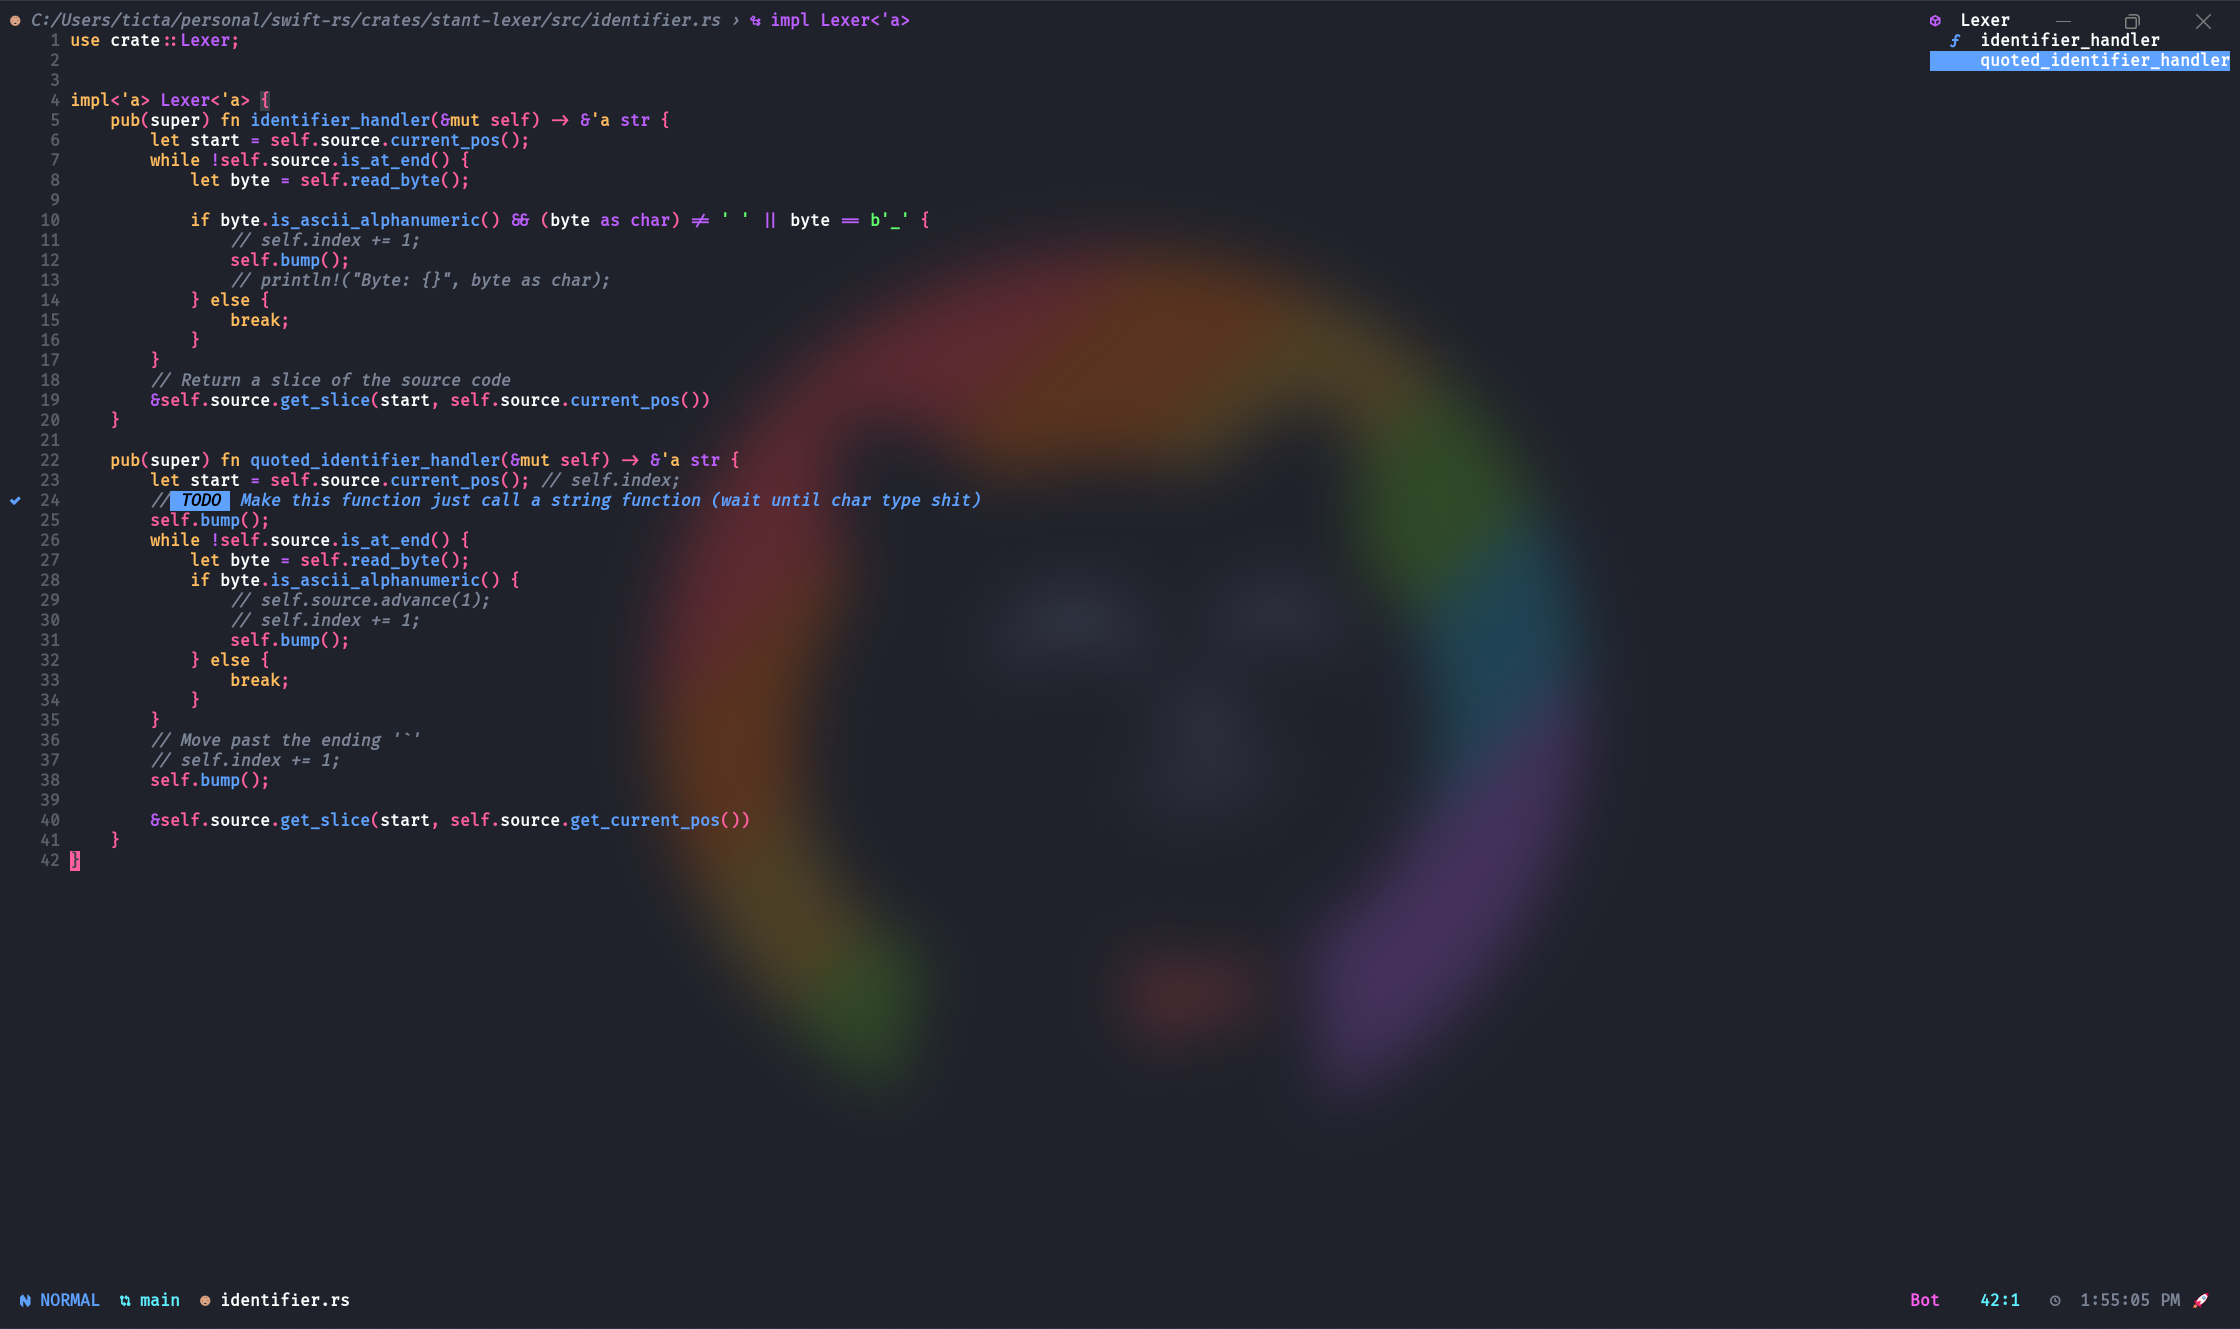 C:/Users/ticta/personal/swift-rs/crates/stant-lexer/src/identifier.rs › impl Lexer<'a>
1 use crate::Lexer;
2
3
4 impl<'a> Lexer<'a> {
5     pub(super) fn identifier_handler(&mut self) -> &'a str {
6         let start = self.source.current_pos();
7         while !self.source.is_at_end() {
8             let byte = self.read_byte();
9
10             if byte.is_ascii_alphanumeric() && (byte as char) != ' ' || byte == b'_' {
11                 // self.index += 1;
12                 self.bump();
13                 // println!("Byte: {}", byte as char);
14             } else {
15                 break;
16             }
17         }
18         // Return a slice of the source code
19         &self.source.get_slice(start, self.source.current_pos())
20     }
21
22     pub(super) fn quoted_identifier_handler(&mut self) -> &'a str {
23         let start = self.source.current_pos(); // self.index;
24         // TODO Make this function just call a string function (wait until char type shit)
25         self.bump();
26         while !self.source.is_at_end() {
27             let byte = self.read_byte();
28             if byte.is_ascii_alphanumeric() {
29                 // self.source.advance(1);
30                 // self.index += 1;
31                 self.bump();
32             } else {
33                 break;
34             }
35         }
36         // Move past the ending '`'
37         // self.index += 1;
38         self.bump();
39
40         &self.source.get_slice(start, self.source.get_current_pos())
41     }
42 }
Lexer
identifier_handler
quoted_identifier_handler
NORMAL main identifier.rs
Bot 42:1 1:55:05 PM